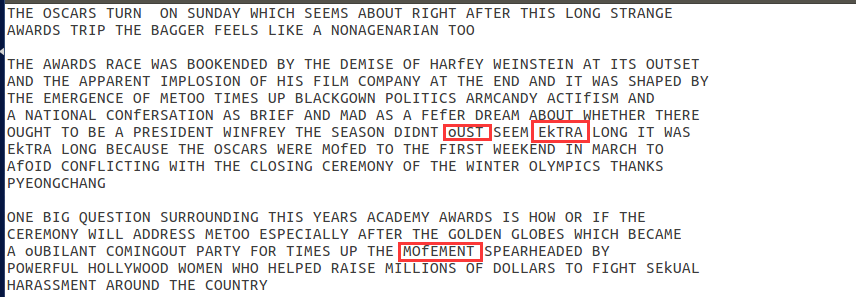 THE OSCARS TURN  ON SUNDAY WHICH SEEMS ABOUT RIGHT AFTER THIS LONG STRANGE
AWARDS TRIP THE BAGGER FEELS LIKE A NONAGENARIAN TOO

THE AWARDS RACE WAS BOOKENDED BY THE DEMISE OF HARfEY WEINSTEIN AT ITS OUTSET
AND THE APPARENT IMPLOSION OF HIS FILM COMPANY AT THE END AND IT WAS SHAPED BY
THE EMERGENCE OF METOO TIMES UP BLACKGOWN POLITICS ARMCANDY ACTIfISM AND
A NATIONAL CONfERSATION AS BRIEF AND MAD AS A FEfER DREAM ABOUT WHETHER THERE
OUGHT TO BE A PRESIDENT WINFREY THE SEASON DIDNT oUST SEEM EkTRA LONG IT WAS
EkTRA LONG BECAUSE THE OSCARS WERE MOfED TO THE FIRST WEEKEND IN MARCH TO
AfOID CONFLICTING WITH THE CLOSING CEREMONY OF THE WINTER OLYMPICS THANKS
PYEONGCHANG

ONE BIG QUESTION SURROUNDING THIS YEARS ACADEMY AWARDS IS HOW OR IF THE
CEREMONY WILL ADDRESS METOO ESPECIALLY AFTER THE GOLDEN GLOBES WHICH BECAME
A oUBILANT COMINGOUT PARTY FOR TIMES UP THE MOfEMENT SPEARHEADED BY
POWERFUL HOLLYWOOD WOMEN WHO HELPED RAISE MILLIONS OF DOLLARS TO FIGHT SEkUAL
HARASSMENT AROUND THE COUNTRY